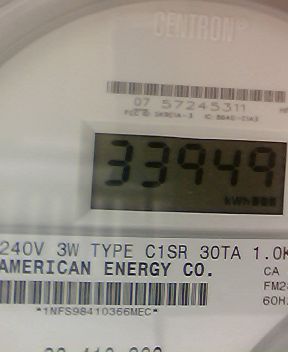 CENTRON®
07 57245311
33949
kWh
240V 3W TYPE C1SR 30TA 1.0K
AMERICAN ENERGY CO.
CA
FM2
60H
*1NFS98410366MEC*